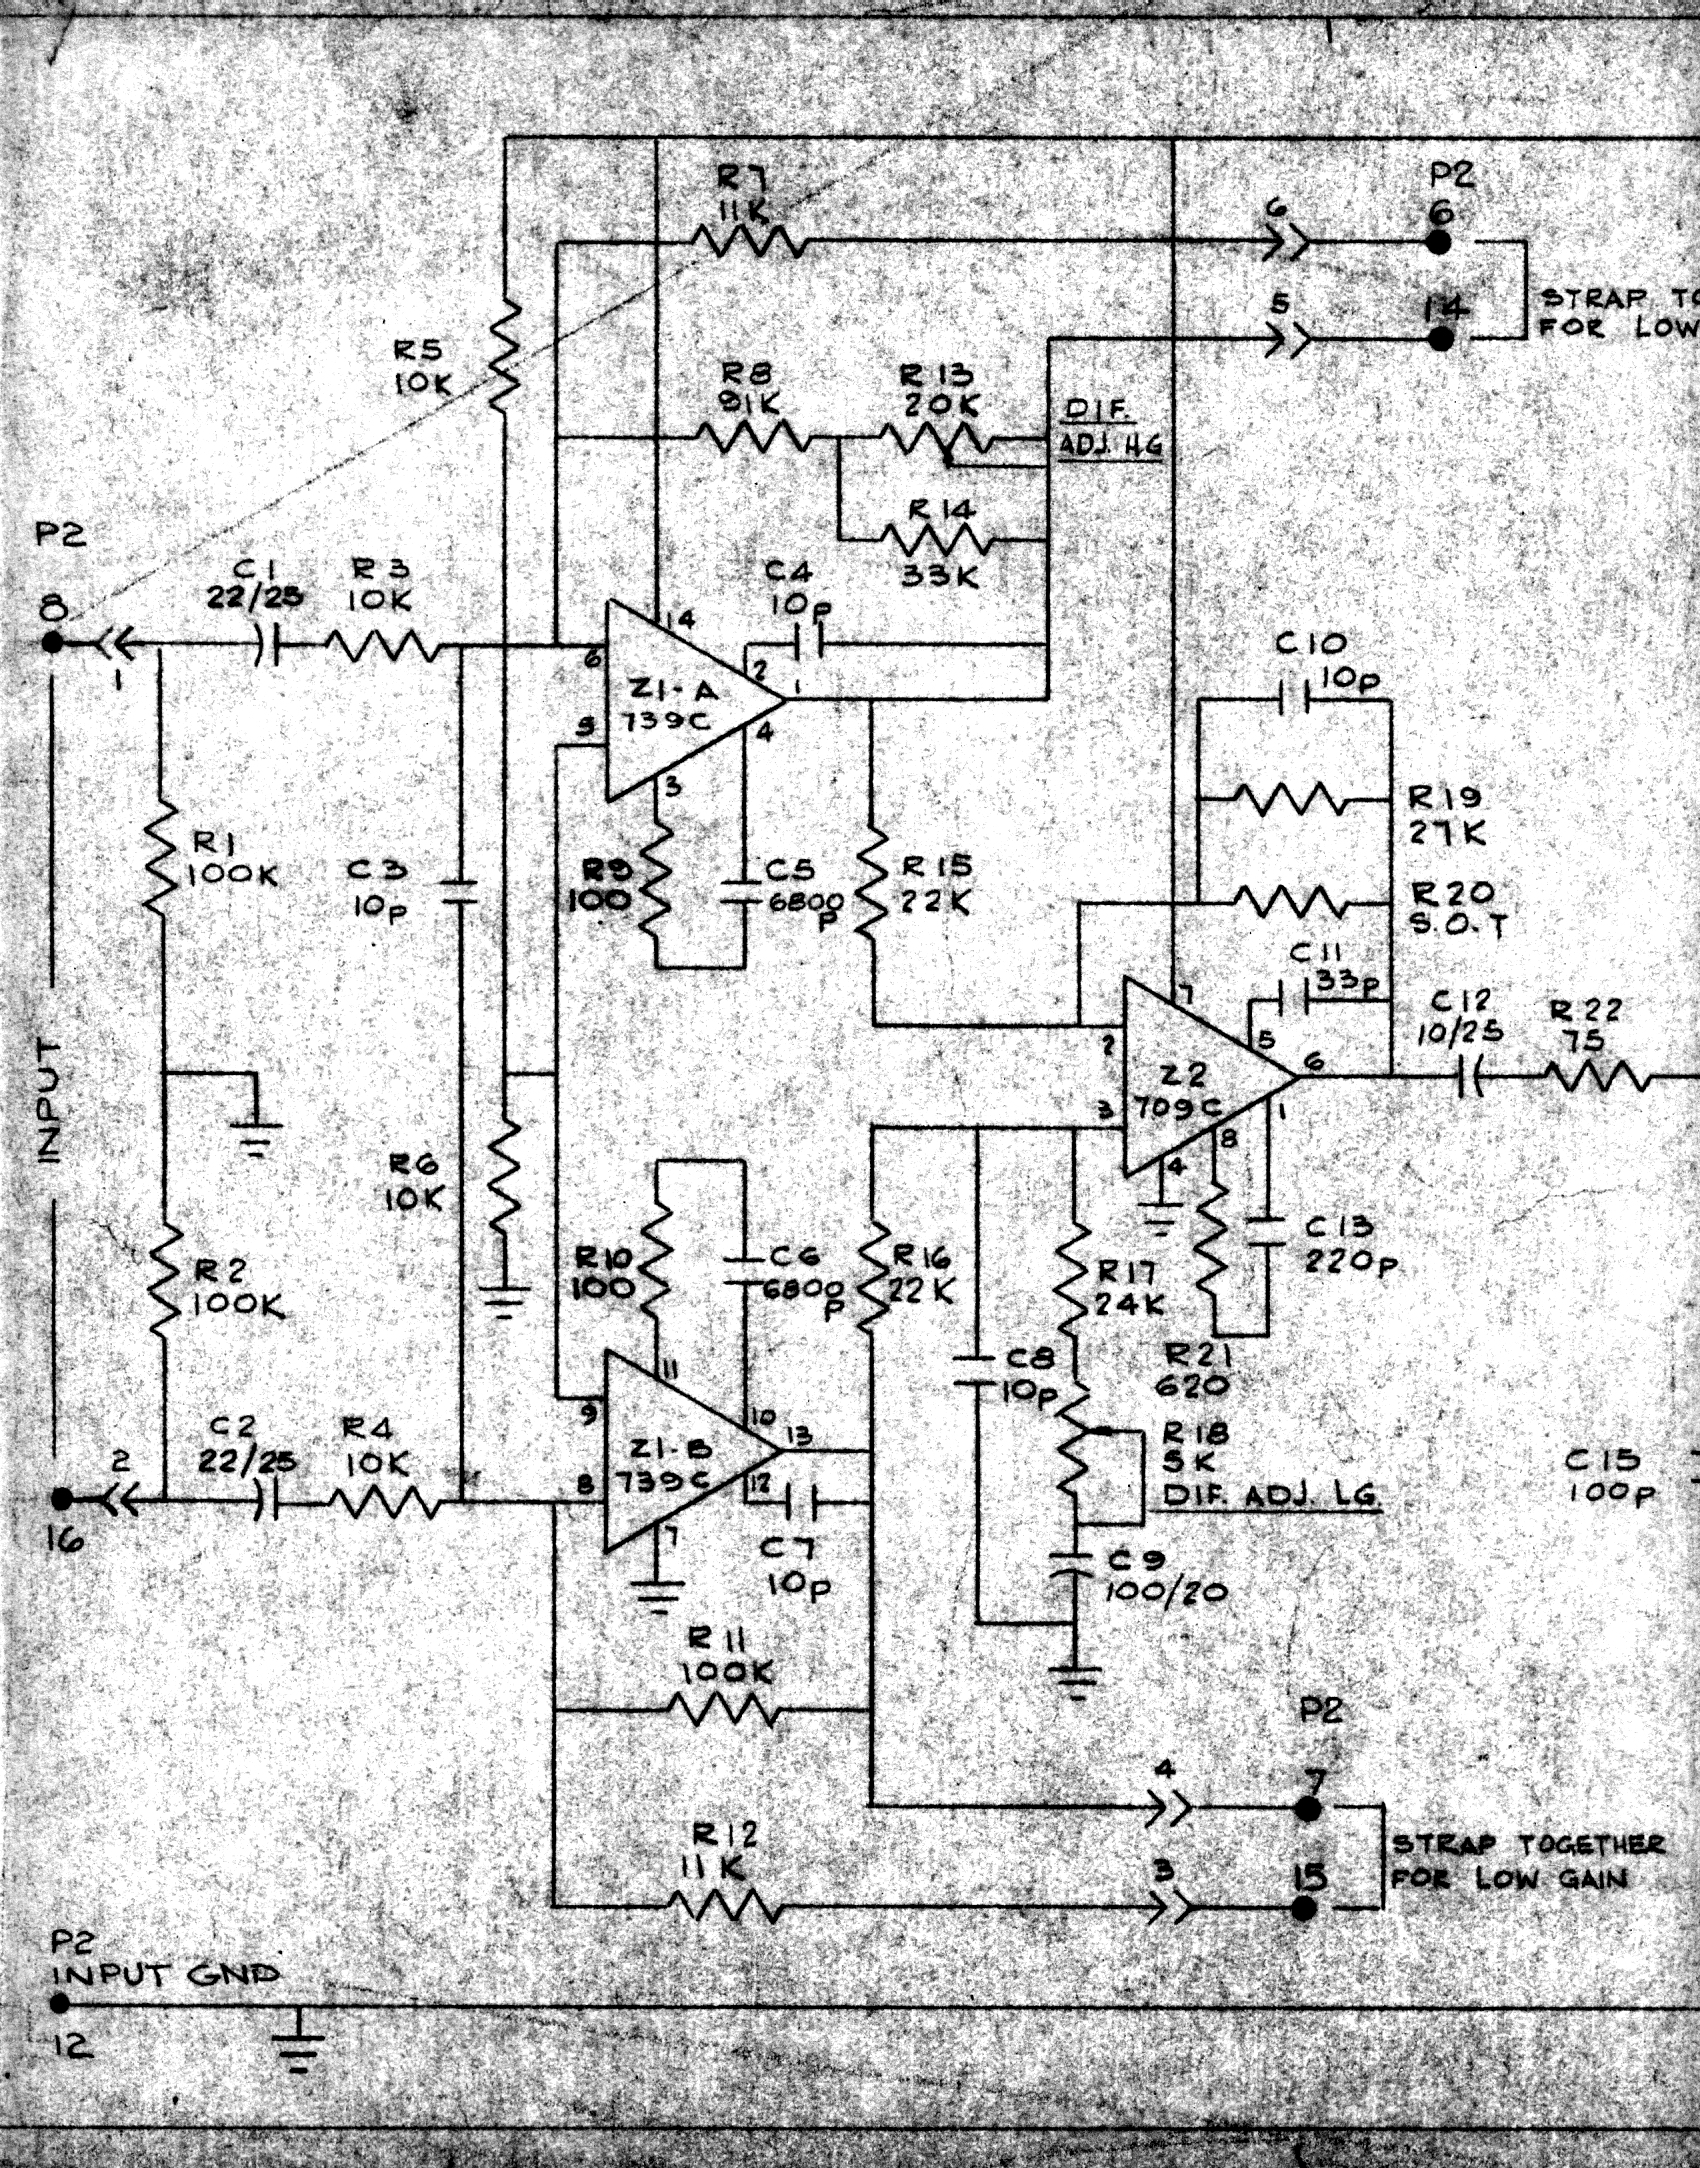 R7
11K
P2
6
6
5
14
STRAP TO
FOR LOW
R5
10K
R8
91K
R13
20K
DIF.
ADJ. HG
R14
33K
P2
8
1
C1
22/25
R3
10K
C4
10p
14
6
2
1
Z1-A
739C
5
4
3
C10
10p
R19
27K
R20
S.O.T
R1
100K
C3
10p
R9
100
C5
6800
p
R15
22K
C11
33p
C12
10/25
R22
75
7
5
2
6
Z2
709C
3
1
8
4
INPUT
R6
10K
R10
100
C6
6800
p
R16
22K
R17
24K
C13
220p
R21
620
C8
10p
R18
5K
DIF. ADJ. LG
R2
100K
C2
22/25
R4
10K
2
16
11
9
10
13
Z1-B
739C
8
12
7
C7
10p
C9
100/20
C15
100p
R11
100K
P2
4
7
R12
11K
3
15
STRAP TOGETHER
FOR LOW GAIN
P2
INPUT GND
12